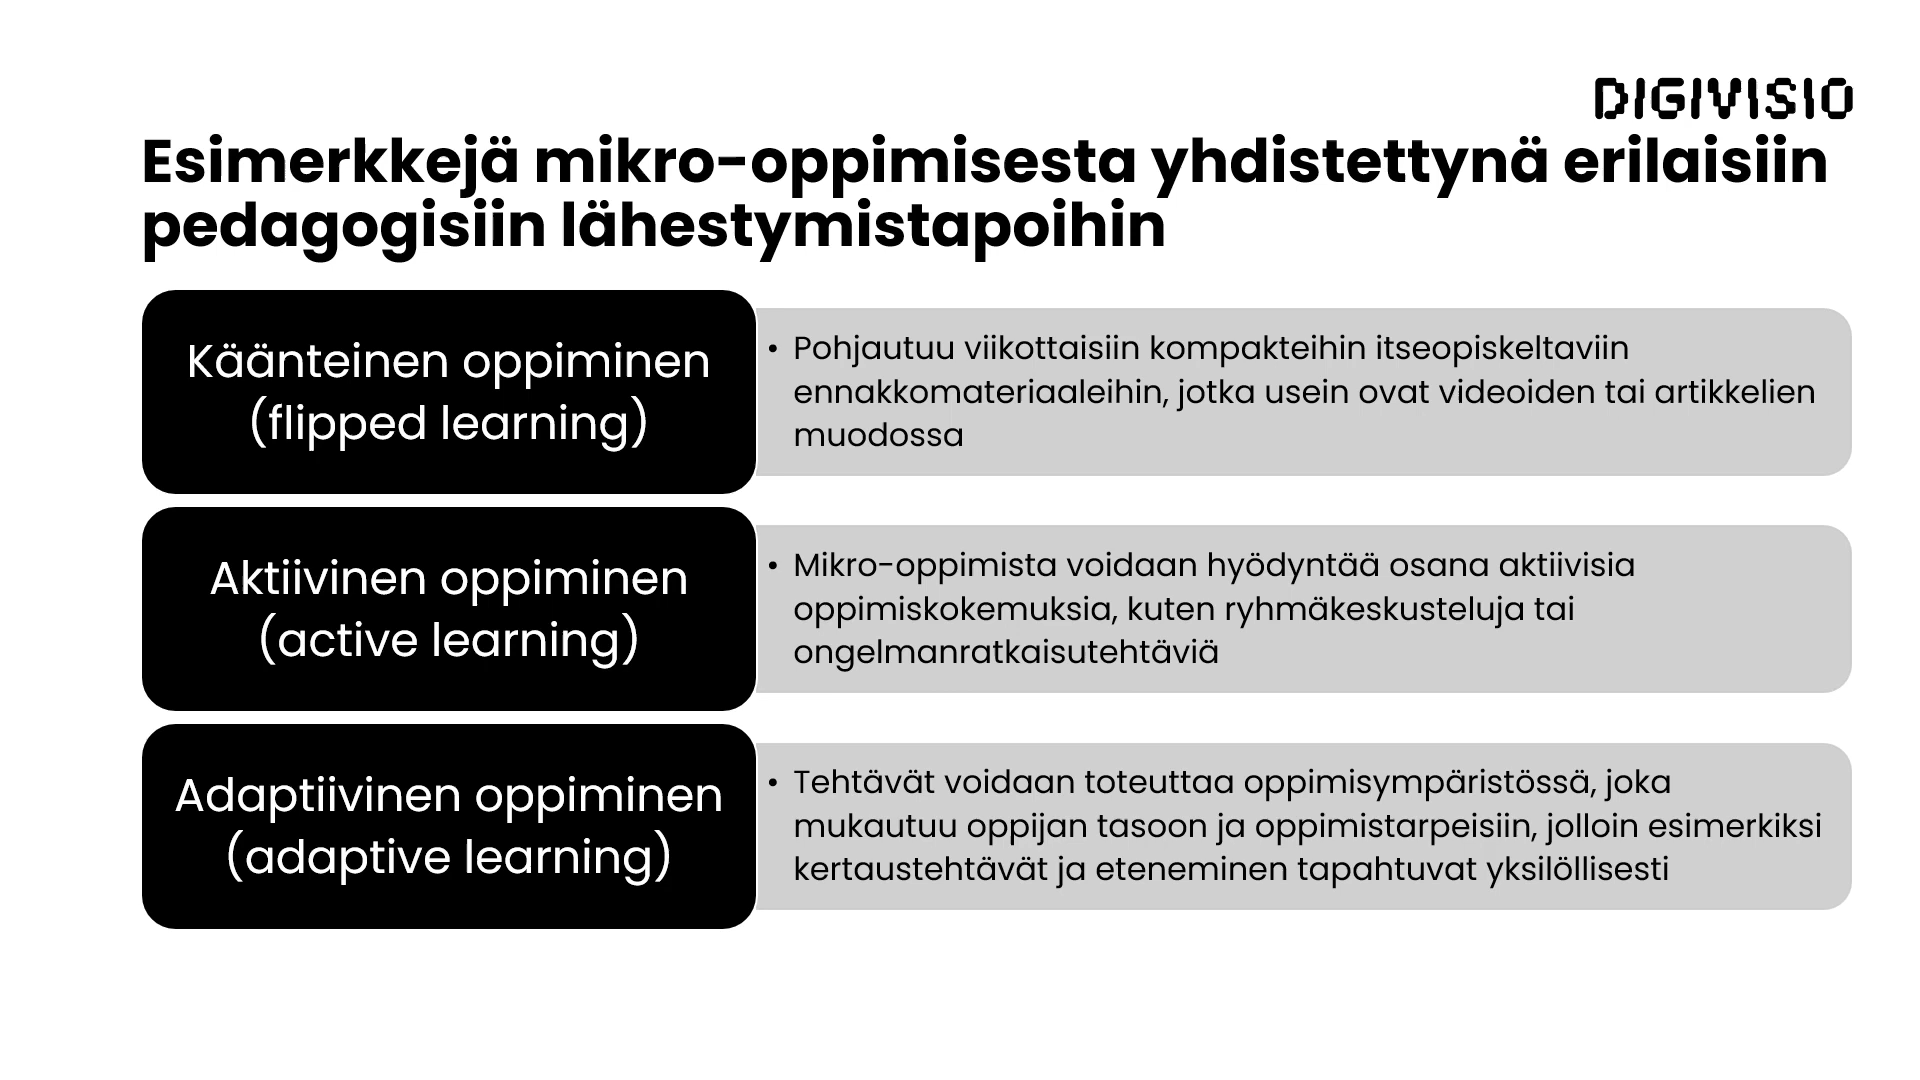 DIGIVISIO
Esimerkkejä mikro-oppimisesta yhdistettynä erilaisiin
pedagogisiin lähestymistapoihin
Käänteinen oppiminen
(flipped learning)
• Pohjautuu viikottaisiin kompakteihin itseopiskeltaviin
ennakkomateriaaleihin, jotka usein ovat videoiden tai artikkelien
muodossa
Aktiivinen oppiminen
(active learning)
• Mikro-oppimista voidaan hyödyntää osana aktiivisia
oppimiskokemuksia, kuten ryhmäkeskusteluja tai
ongelmanratkaisutehtäviä
Adaptiivinen oppiminen
(adaptive learning)
• Tehtävät voidaan toteuttaa oppimisympäristössä, joka
mukautuu oppijan tasoon ja oppimistarpeisiin, jolloin esimerkiksi
kertaustehtävät ja eteneminen tapahtuvat yksilöllisesti